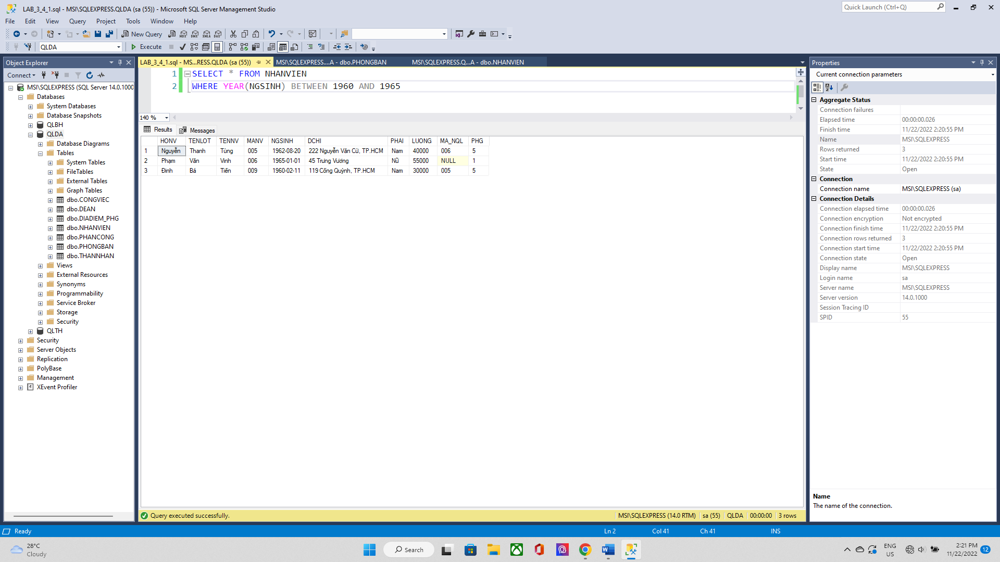 LAB_3_4_1.sql - MSI\SQLEXPRESS.QLDA (sa (55)) - Microsoft SQL Server Management Studio
Quick Launch (Ctrl+Q)
File Edit View Query Project Tools Window Help
New Query
MDX DMX XMLA DAX
QLDA
Execute
Object Explorer
Connect
MSI\SQLEXPRESS (SQL Server 14.0.1000
Databases
System Databases
Database Snapshots
QLBH
QLDA
Database Diagrams
Tables
System Tables
FileTables
External Tables
Graph Tables
dbo.CONGVIEC
dbo.DEAN
dbo.DIADIEM_PHG
dbo.NHANVIEN
dbo.PHANCONG
dbo.PHONGBAN
dbo.THANNHAN
Views
External Resources
Synonyms
Programmability
Service Broker
Storage
Security
QLTH
Security
Server Objects
Replication
PolyBase
Management
XEvent Profiler
LAB_3_4_1.sql - MS...RESS.QLDA (sa (55)) MSI\SQLEXPRESS....A - dbo.PHONGBAN MSI\SQLEXPRESS.Q...A - dbo.NHANVIEN
1 SELECT * FROM NHANVIEN
2 WHERE YEAR(NGSINH) BETWEEN 1960 AND 1965
140 %
Results Messages
HONV TENLOT TENNV MANV NGSINH DCHI PHAI LUONG MA_NQL PHG
1 Nguyễn Thanh Tùng 005 1962-08-20 222 Nguyễn Văn Cừ, TP.HCM Nam 40000 006 5
2 Phạm Văn Vinh 006 1965-01-01 45 Trưng Vương Nữ 55000 NULL 1
3 Đinh Bá Tiến 009 1960-02-11 119 Cống Quỳnh, TP.HCM Nam 30000 005 5
Query executed successfully. MSI\SQLEXPRESS (14.0 RTM) sa (55) QLDA 00:00:00 3 rows
Properties
Current connection parameters
Aggregate Status
Connection failures
Elapsed time 00:00:00.026
Finish time 11/22/2022 2:20:55 PM
Name MSI\SQLEXPRESS
Rows returned 3
Start time 11/22/2022 2:20:55 PM
State Open
Connection
Connection name MSI\SQLEXPRESS (sa)
Connection Details
Connection elapsed time 00:00:00.026
Connection encryption Not encrypted
Connection finish time 11/22/2022 2:20:55 PM
Connection rows returned 3
Connection start time 11/22/2022 2:20:55 PM
Connection state Open
Display name MSI\SQLEXPRESS
Login name sa
Server name MSI\SQLEXPRESS
Server version 14.0.1000
Session Tracing ID
SPID 55
Name
The name of the connection.
Ready Ln 2 Col 41 Ch 41 INS
28°C
Cloudy
Search
ENG
US
2:21 PM
11/22/2022
12